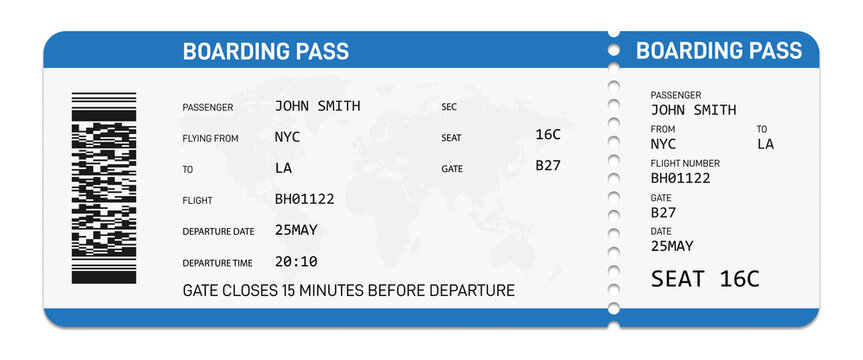 BOARDING PASS
PASSENGER JOHN SMITH SEC
FLYING FROM NYC SEAT 16C
TO LA GATE B27
FLIGHT BH01122
DEPARTURE DATE 25MAY
DEPARTURE TIME 20:10
GATE CLOSES 15 MINUTES BEFORE DEPARTURE
BOARDING PASS
PASSENGER
JOHN SMITH
FROM TO
NYC LA
FLIGHT NUMBER
BH01122
GATE
B27
DATE
25MAY
SEAT 16C